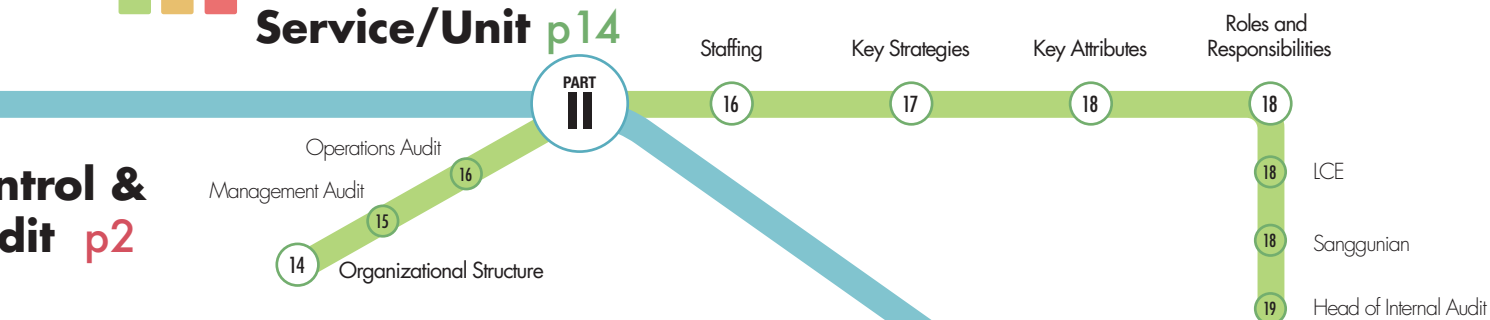 Service/Unit p14
PART
II
Staffing
Key Strategies
Key Attributes
Roles and
Responsibilities
16
17
18
18
Operations Audit
16
Management Audit
15
14
Organizational Structure
ntrol &
dit p2
18
LCE
18
Sanggunian
19
Head of Internal Audit